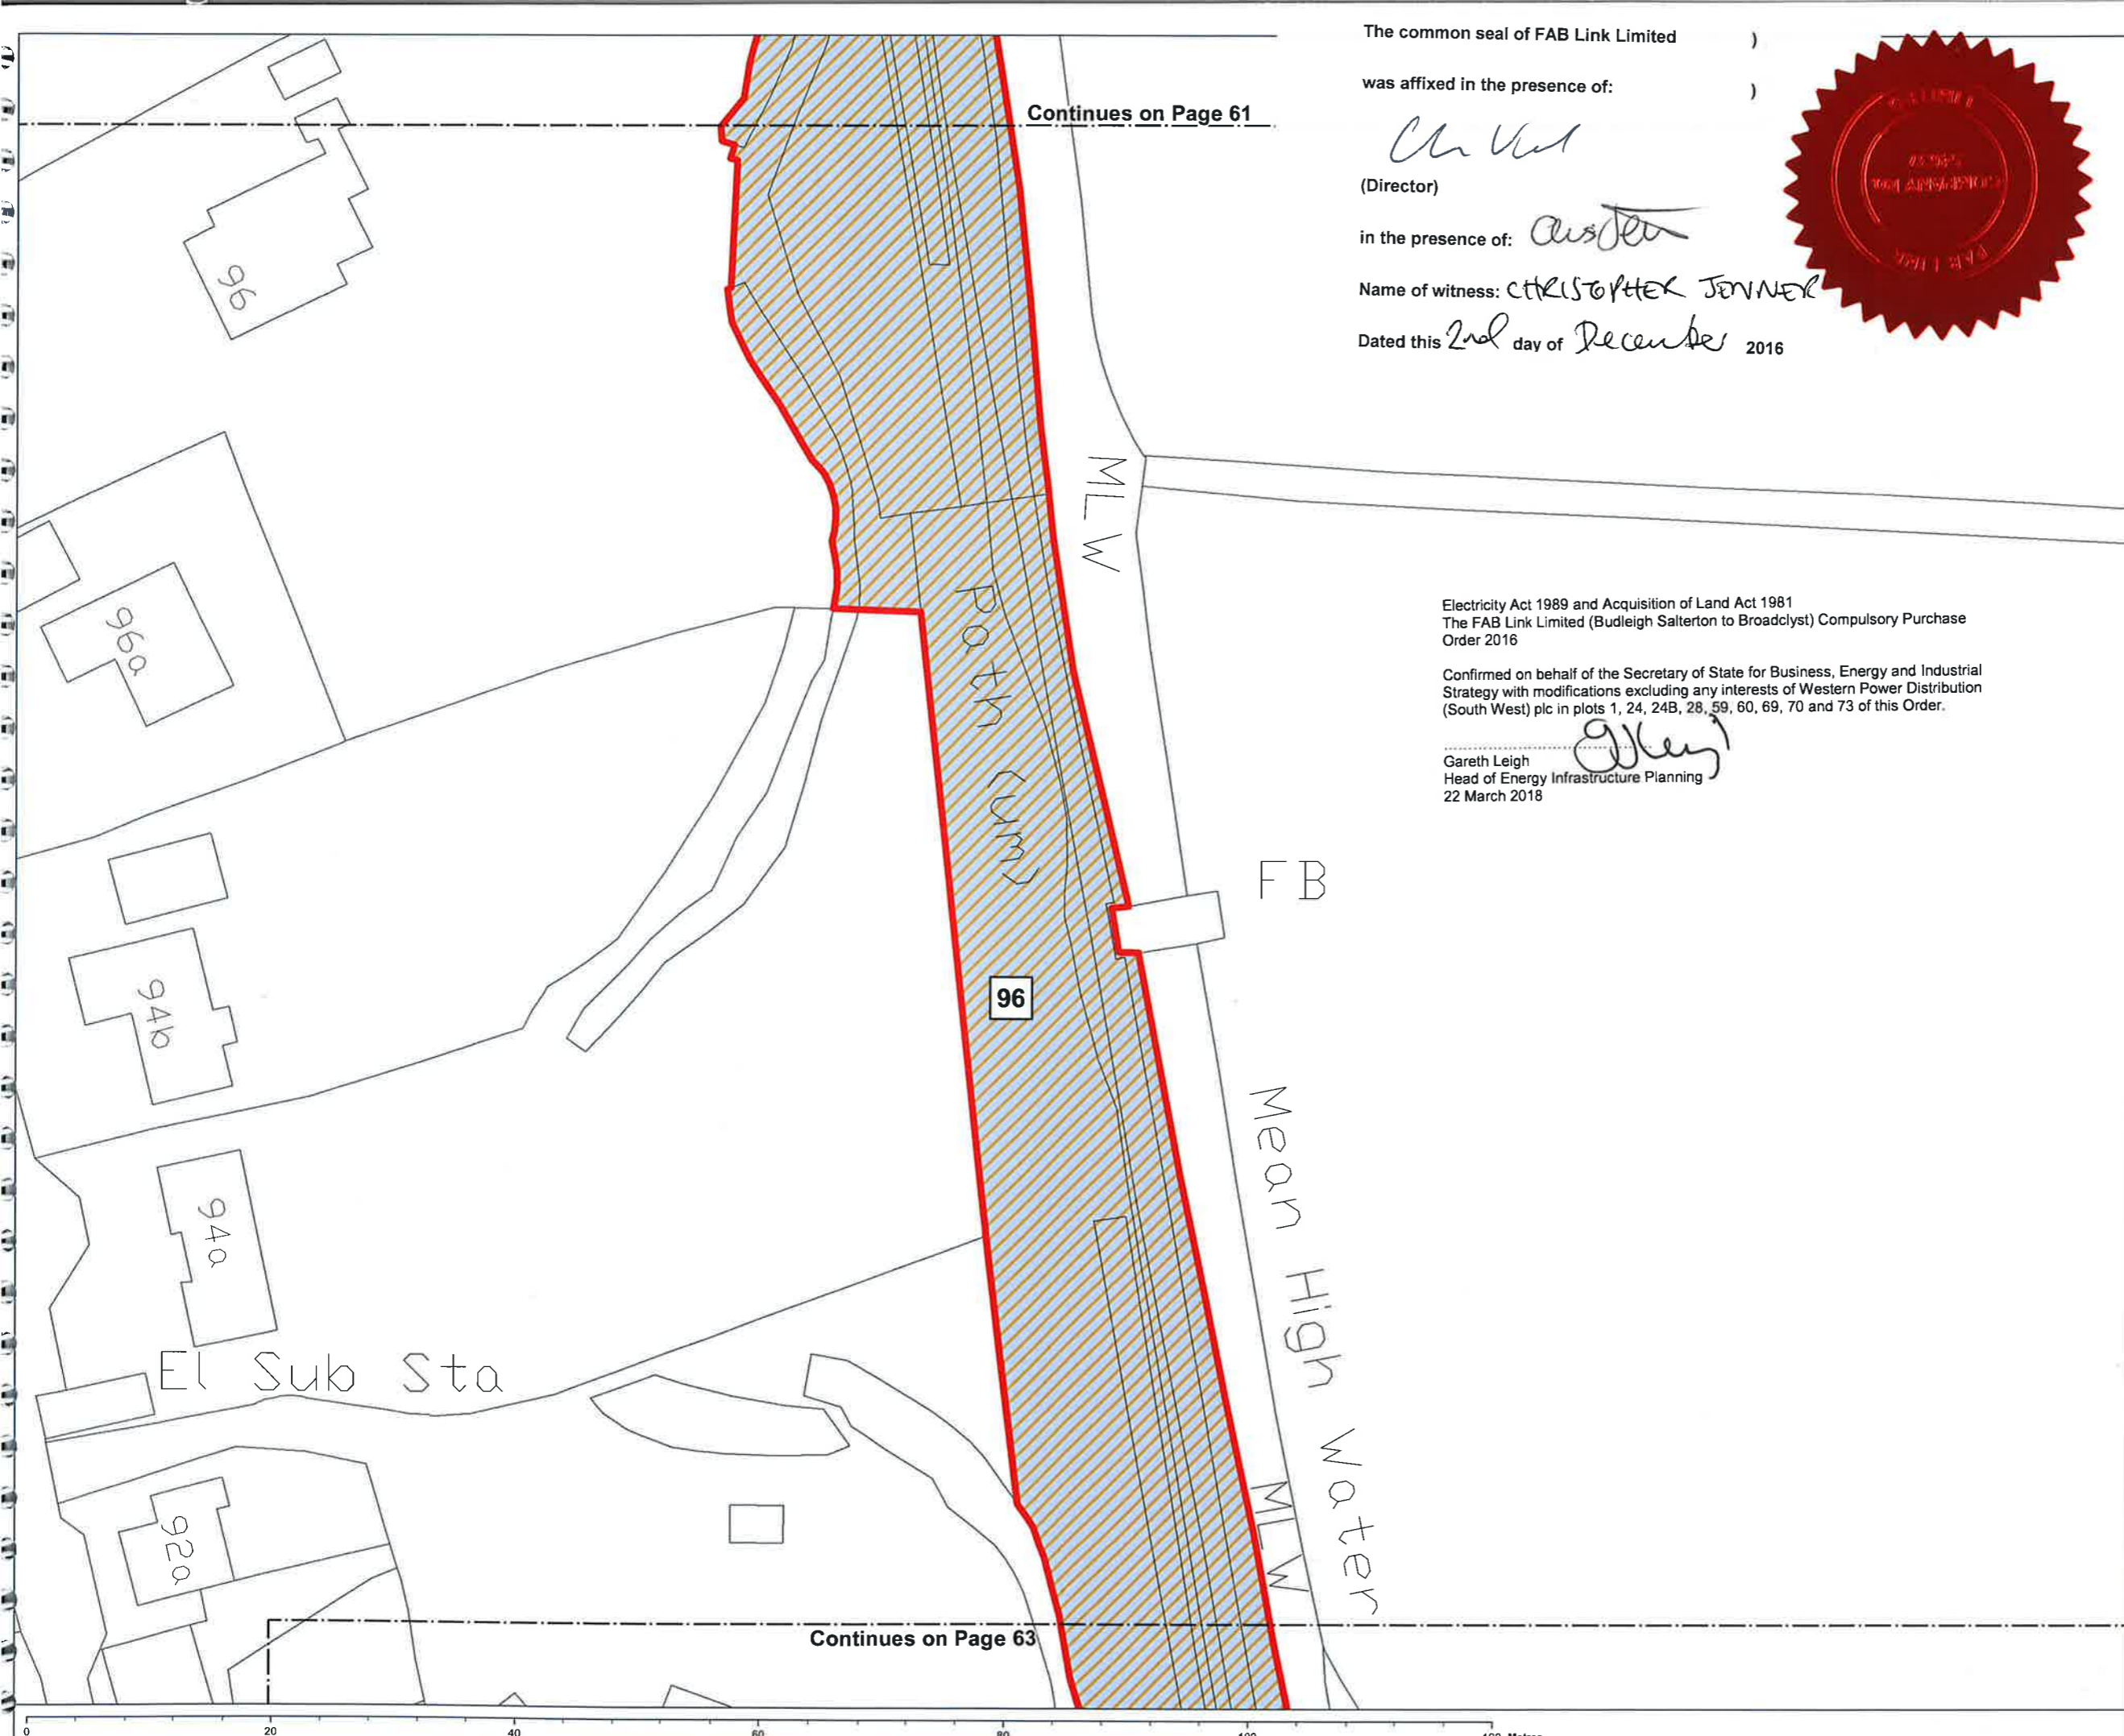 The common seal of FAB Link Limited )
was affixed in the presence of: )
(Director)
in the presence of:
Name of witness: CHRISTOPHER JENNER
Dated this 2nd day of December 2016
Continues on Page 61
96
MLW
Electricity Act 1989 and Acquisition of Land Act 1981
The FAB Link Limited (Budleigh Salterton to Broadclyst) Compulsory Purchase
Order 2016
Confirmed on behalf of the Secretary of State for Business, Energy and Industrial
Strategy with modifications excluding any interests of Western Power Distribution
(South West) plc in plots 1, 24, 24B, 28, 59, 60, 69, 70 and 73 of this Order.
Gareth Leigh
Head of Energy Infrastructure Planning
22 March 2018
96a
Path (um)
FB
96
94b
Mean High Water
94a
El Sub Sta
MLW
92a
Continues on Page 63
0 20 40 60 80 100 120 Metres